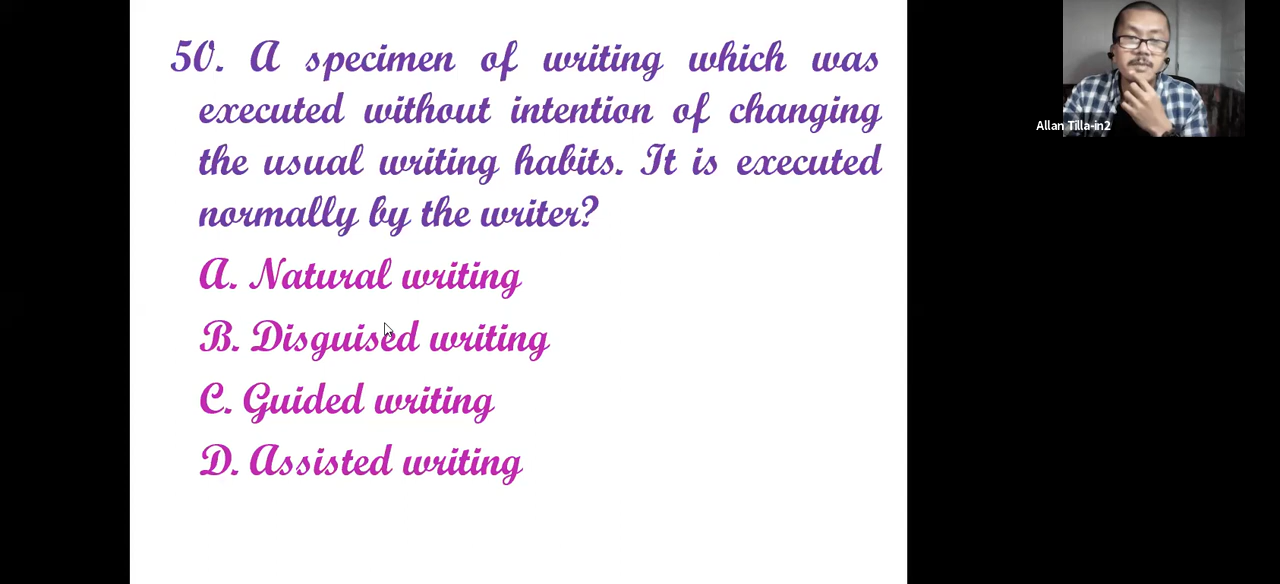 50. A specimen of writing which was
executed without intention of changing
the usual writing habits. It is executed
normally by the writer?
A. Natural writing
B. Disguised writing
C. Guided writing
D. Assisted writing
Allan Tilla-in2